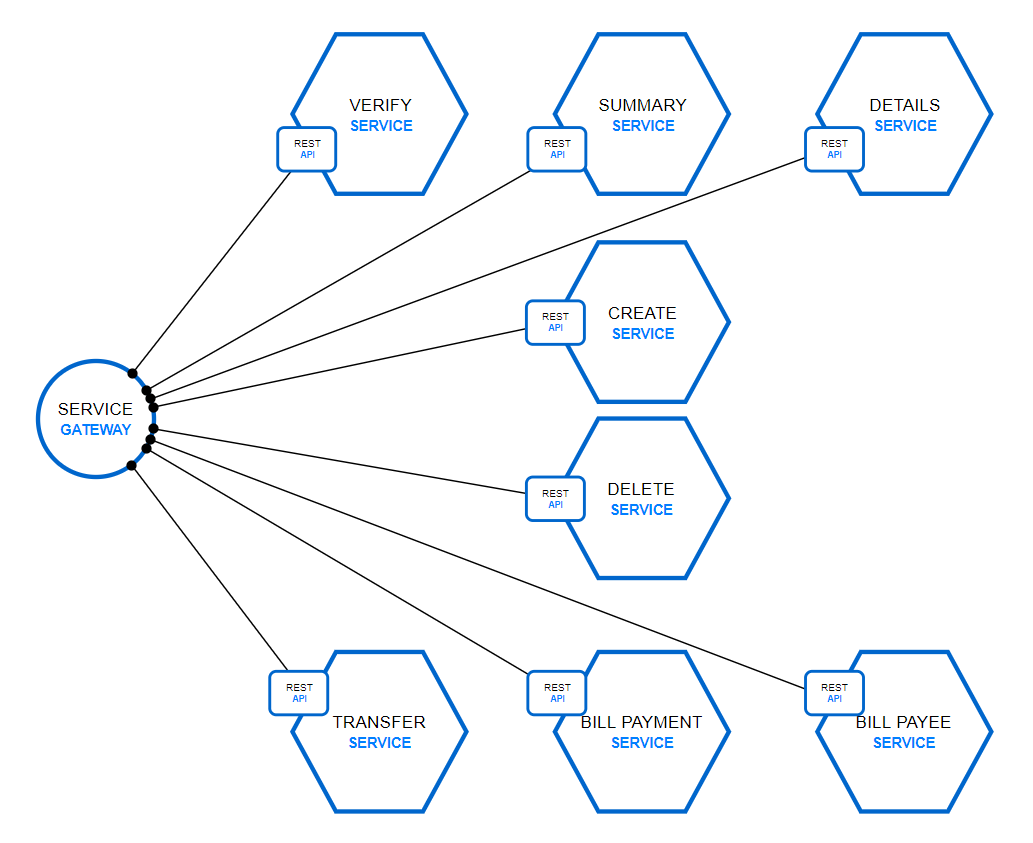 VERIFY
SERVICE
REST
API
SUMMARY
SERVICE
REST
API
DETAILS
SERVICE
REST
API
CREATE
SERVICE
REST
API
SERVICE
GATEWAY
DELETE
SERVICE
REST
API
REST
API
TRANSFER
SERVICE
REST
API
BILL PAYMENT
SERVICE
REST
API
BILL PAYEE
SERVICE